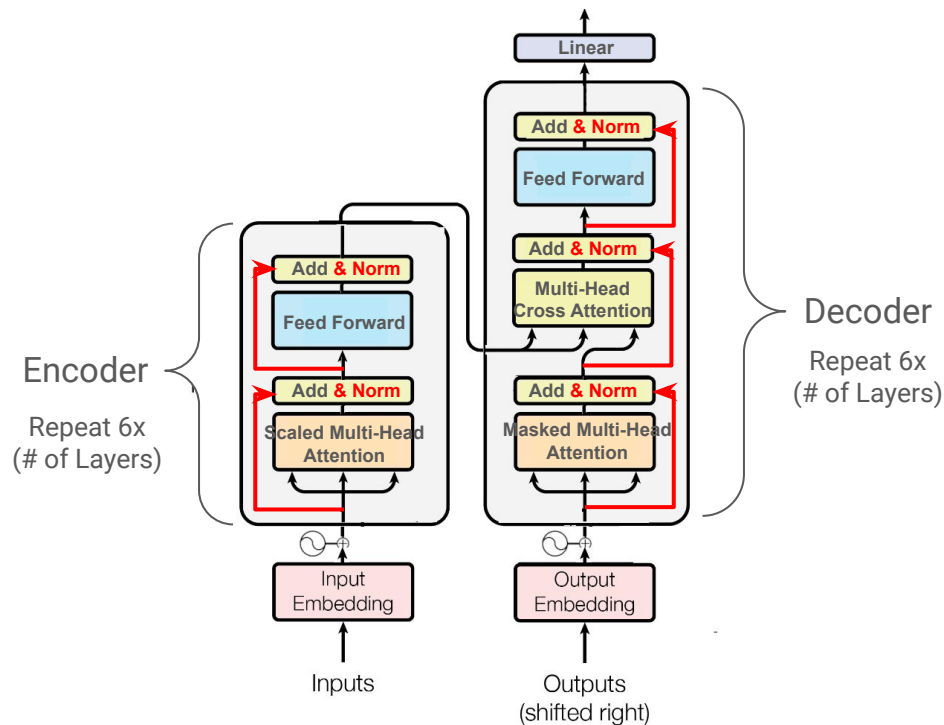 Linear
Add & Norm
Feed Forward
Add & Norm
Multi-Head
Cross Attention
Add & Norm
Masked Multi-Head
Attention
Decoder
Repeat 6x
(# of Layers)
Add & Norm
Feed Forward
Add & Norm
Scaled Multi-Head
Attention
Encoder
Repeat 6x
(# of Layers)
Input
Embedding
Output
Embedding
Inputs
Outputs
(shifted right)